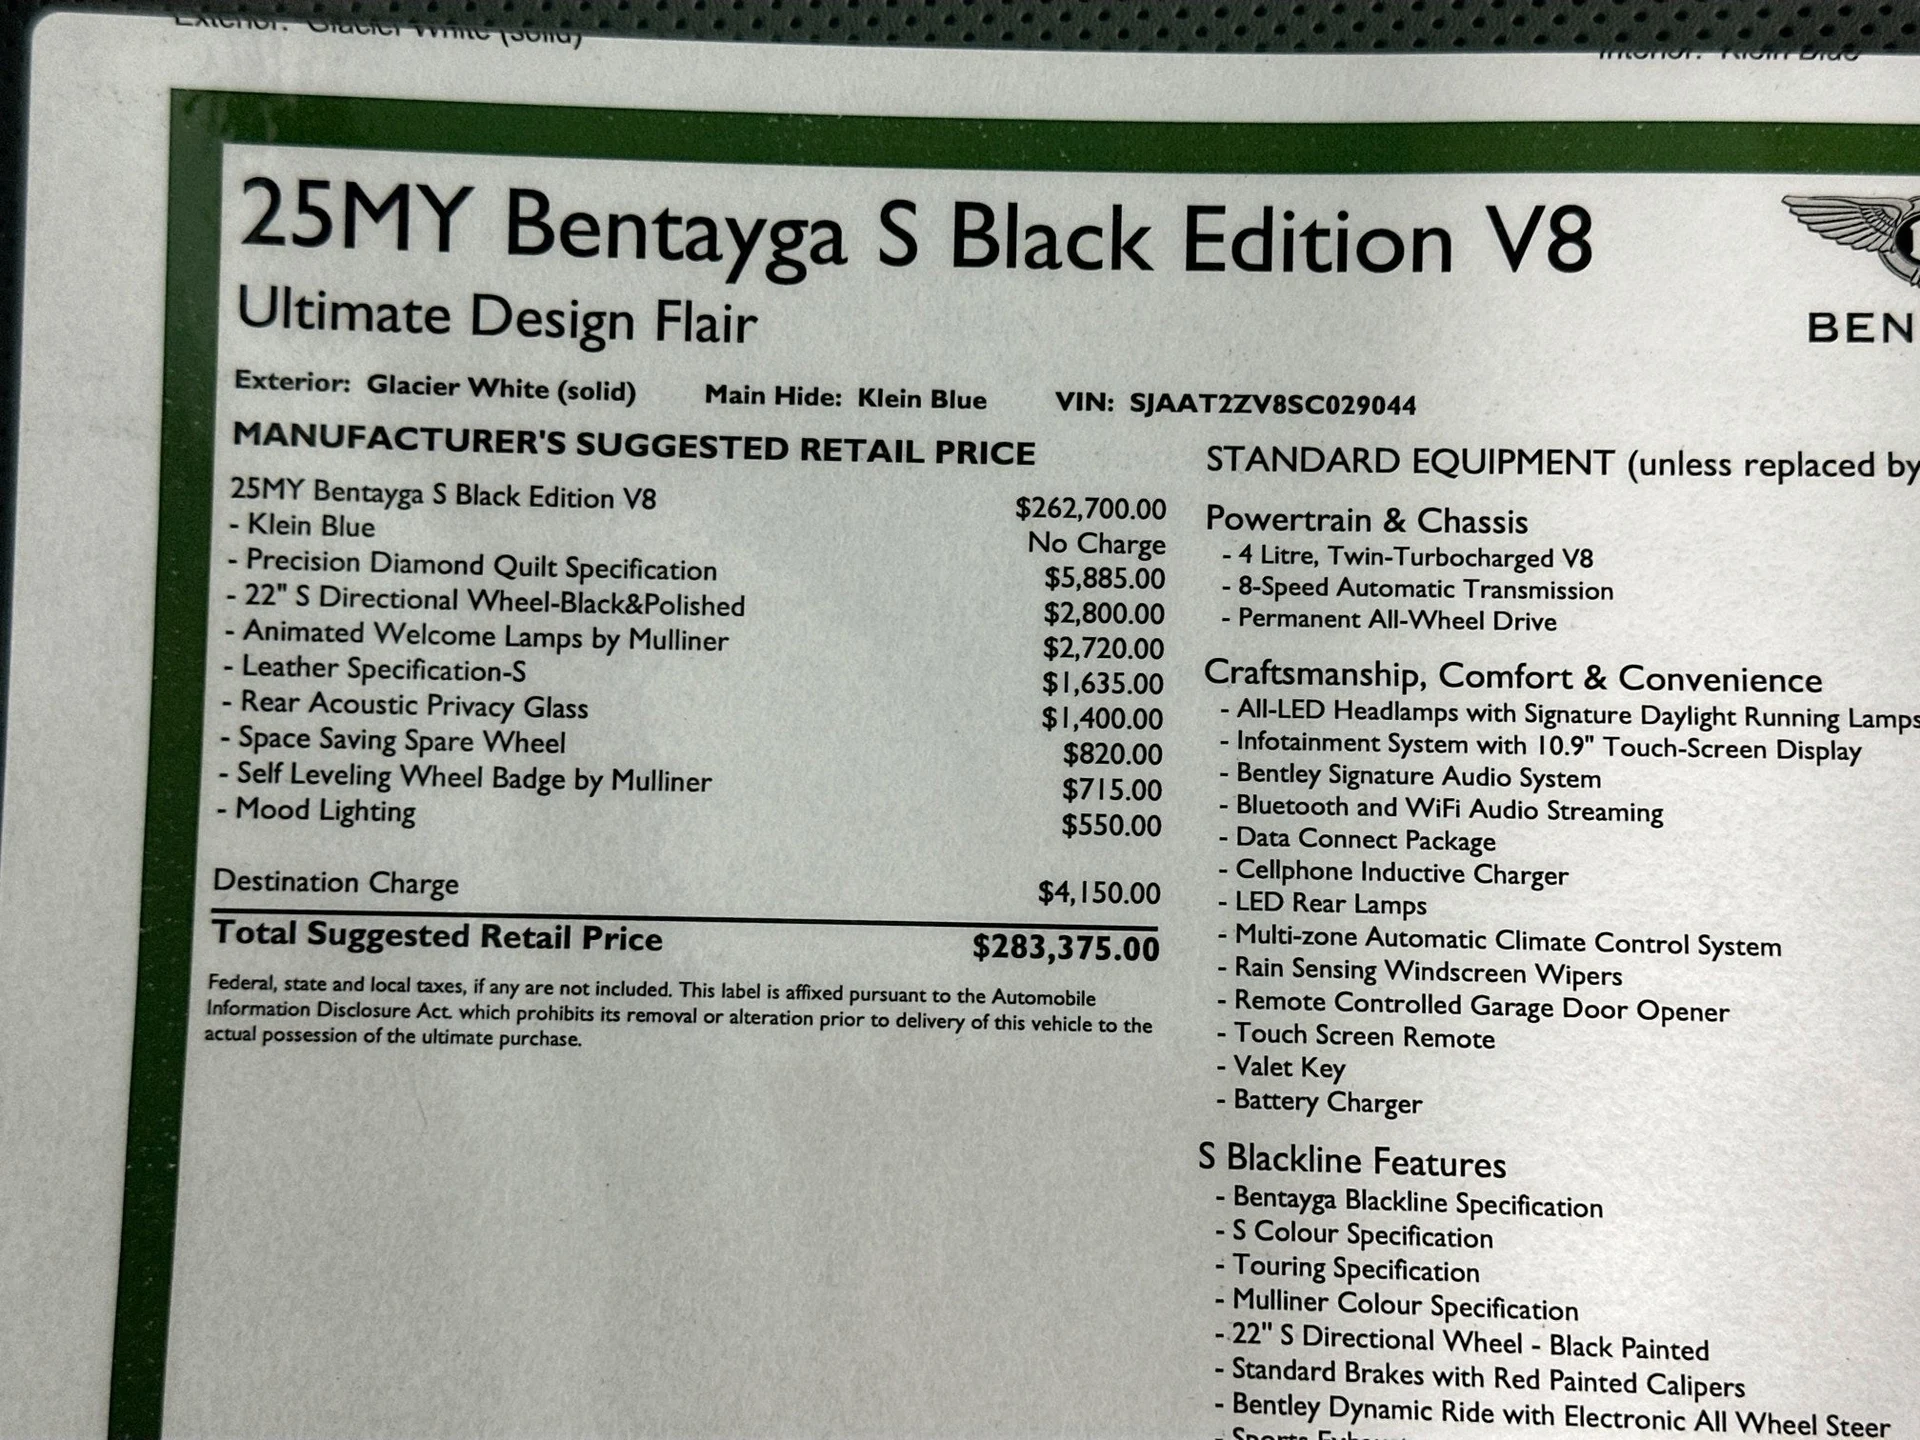 Exterior: Glacier White (solid)
Interior: Klein Blue
25MY Bentayga S Black Edition V8
Ultimate Design Flair
BEN
Exterior: Glacier White (solid) Main Hide: Klein Blue VIN: SJAAT2ZV8SC029044
MANUFACTURER'S SUGGESTED RETAIL PRICE
25MY Bentayga S Black Edition V8 $262,700.00
- Klein Blue No Charge
- Precision Diamond Quilt Specification $5,885.00
- 22" S Directional Wheel-Black&Polished $2,800.00
- Animated Welcome Lamps by Mulliner $2,720.00
- Leather Specification-S $1,635.00
- Rear Acoustic Privacy Glass $1,400.00
- Space Saving Spare Wheel $820.00
- Self Leveling Wheel Badge by Mulliner $715.00
- Mood Lighting $550.00
Destination Charge $4,150.00
Total Suggested Retail Price $283,375.00
Federal, state and local taxes, if any are not included. This label is affixed pursuant to the Automobile
Information Disclosure Act. which prohibits its removal or alteration prior to delivery of this vehicle to the
actual possession of the ultimate purchase.
STANDARD EQUIPMENT (unless replaced by
Powertrain & Chassis
- 4 Litre, Twin-Turbocharged V8
- 8-Speed Automatic Transmission
- Permanent All-Wheel Drive
Craftsmanship, Comfort & Convenience
- All-LED Headlamps with Signature Daylight Running Lamps
- Infotainment System with 10.9" Touch-Screen Display
- Bentley Signature Audio System
- Bluetooth and WiFi Audio Streaming
- Data Connect Package
- Cellphone Inductive Charger
- LED Rear Lamps
- Multi-zone Automatic Climate Control System
- Rain Sensing Windscreen Wipers
- Remote Controlled Garage Door Opener
- Touch Screen Remote
- Valet Key
- Battery Charger
S Blackline Features
- Bentayga Blackline Specification
- S Colour Specification
- Touring Specification
- Mulliner Colour Specification
- 22" S Directional Wheel - Black Painted
- Standard Brakes with Red Painted Calipers
- Bentley Dynamic Ride with Electronic All Wheel Steer
- Sports